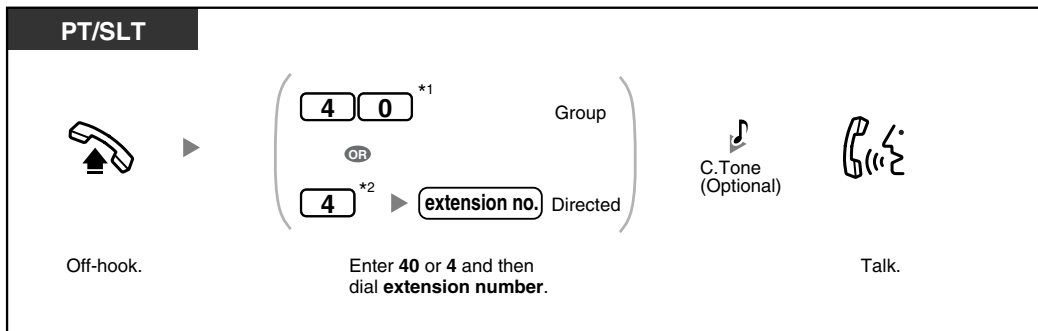 PT/SLT
4 0 *1 Group
OR
4 *2 extension no. Directed
C.Tone
(Optional)
Off-hook.
Enter 40 or 4 and then
dial extension number.
Talk.